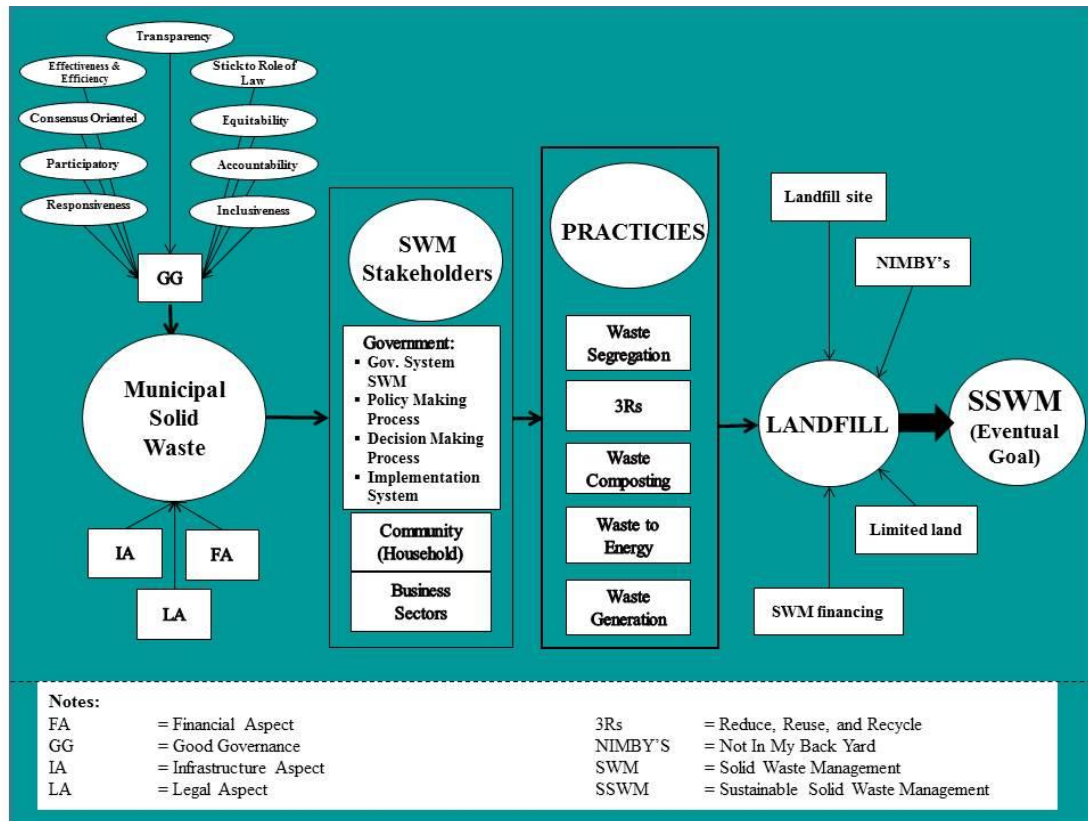 Transparency
Effectiveness &
Efficiency
Stick to Role of
Law
Consensus Oriented
Equitability
Participatory
Accountability
Responsiveness
Inclusiveness
GG
Municipal
Solid
Waste
IA
FA
LA
SWM
Stakeholders
Government:
▪ Gov. System
SWM
▪ Policy Making
Process
▪ Decision Making
Process
▪ Implementation
System
Community
(Household)
Business
Sectors
PRACTICIES
Waste
Segregation
3Rs
Waste
Composting
Waste to
Energy
Waste
Generation
Landfill site
NIMBY's
LANDFILL
Limited land
SWM financing
SSWM
(Eventual
Goal)
Notes:
FA = Financial Aspect
GG = Good Governance
IA = Infrastructure Aspect
LA = Legal Aspect
3Rs = Reduce, Reuse, and Recycle
NIMBY'S = Not In My Back Yard
SWM = Solid Waste Management
SSWM = Sustainable Solid Waste Management